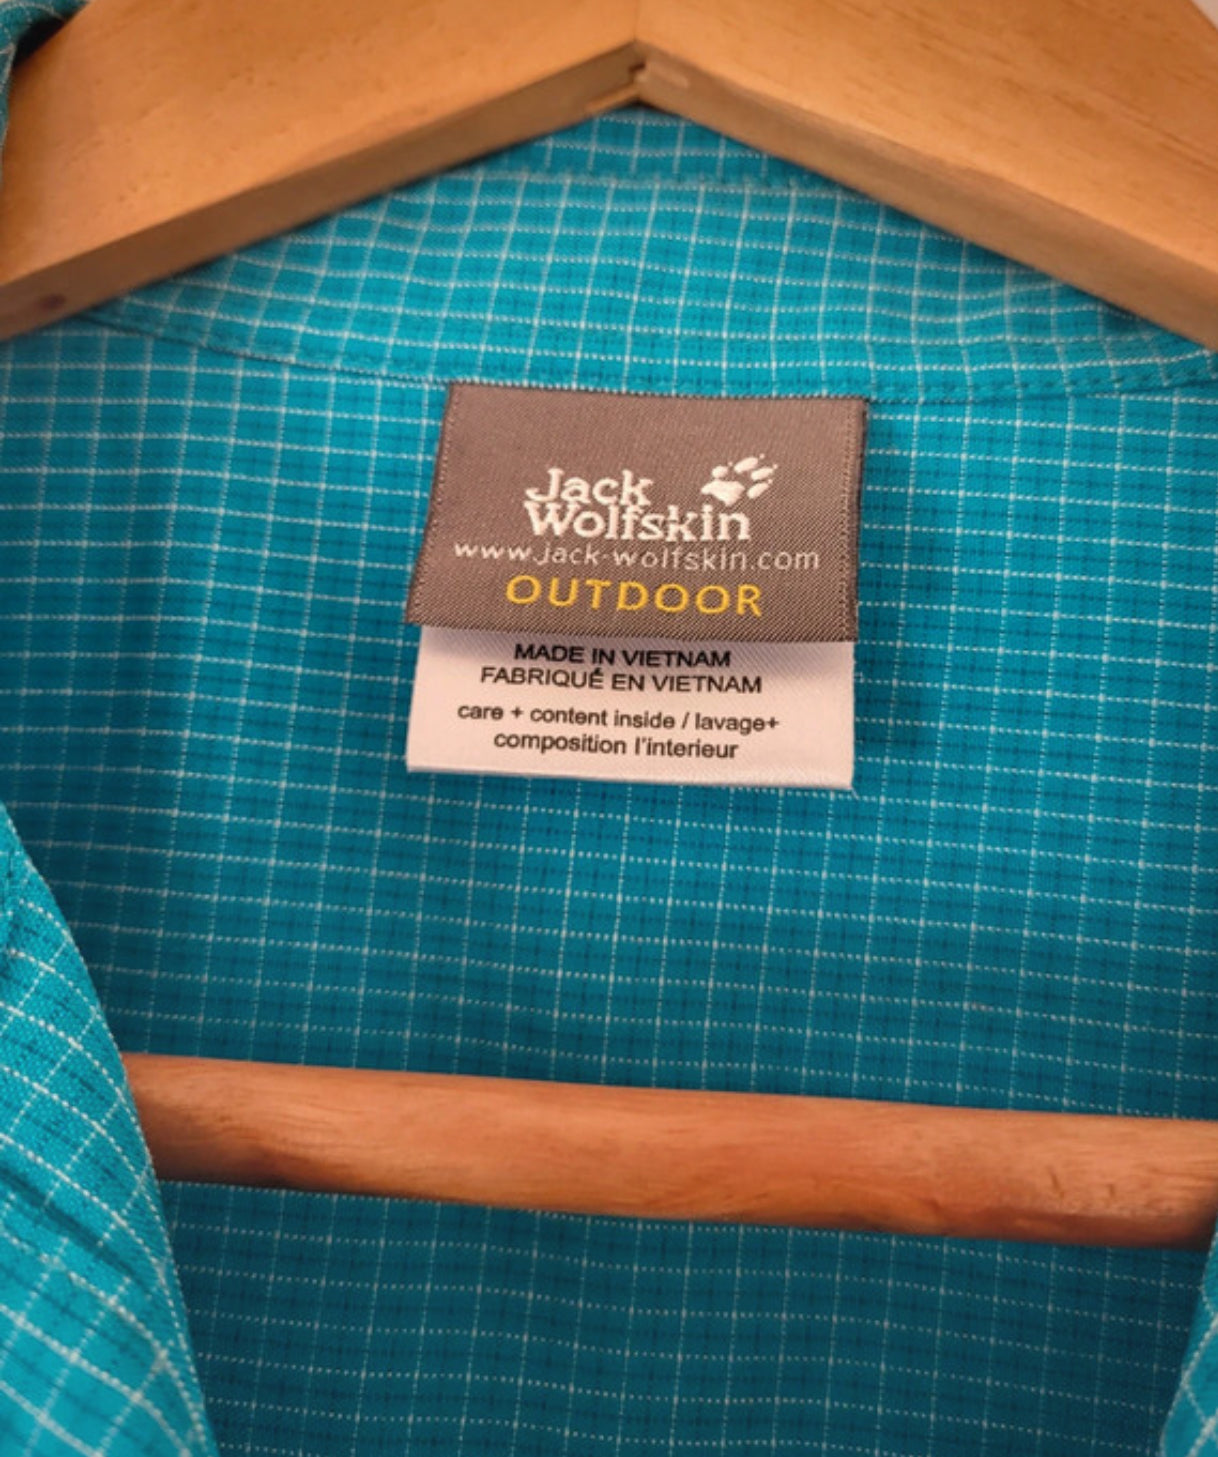 Jack
Wolfskin
www.jack-wolfskin.com
OUTDOOR
MADE IN VIETNAM
FABRIQUÉ EN VIETNAM
care + content inside / lavage+
composition l'interieur